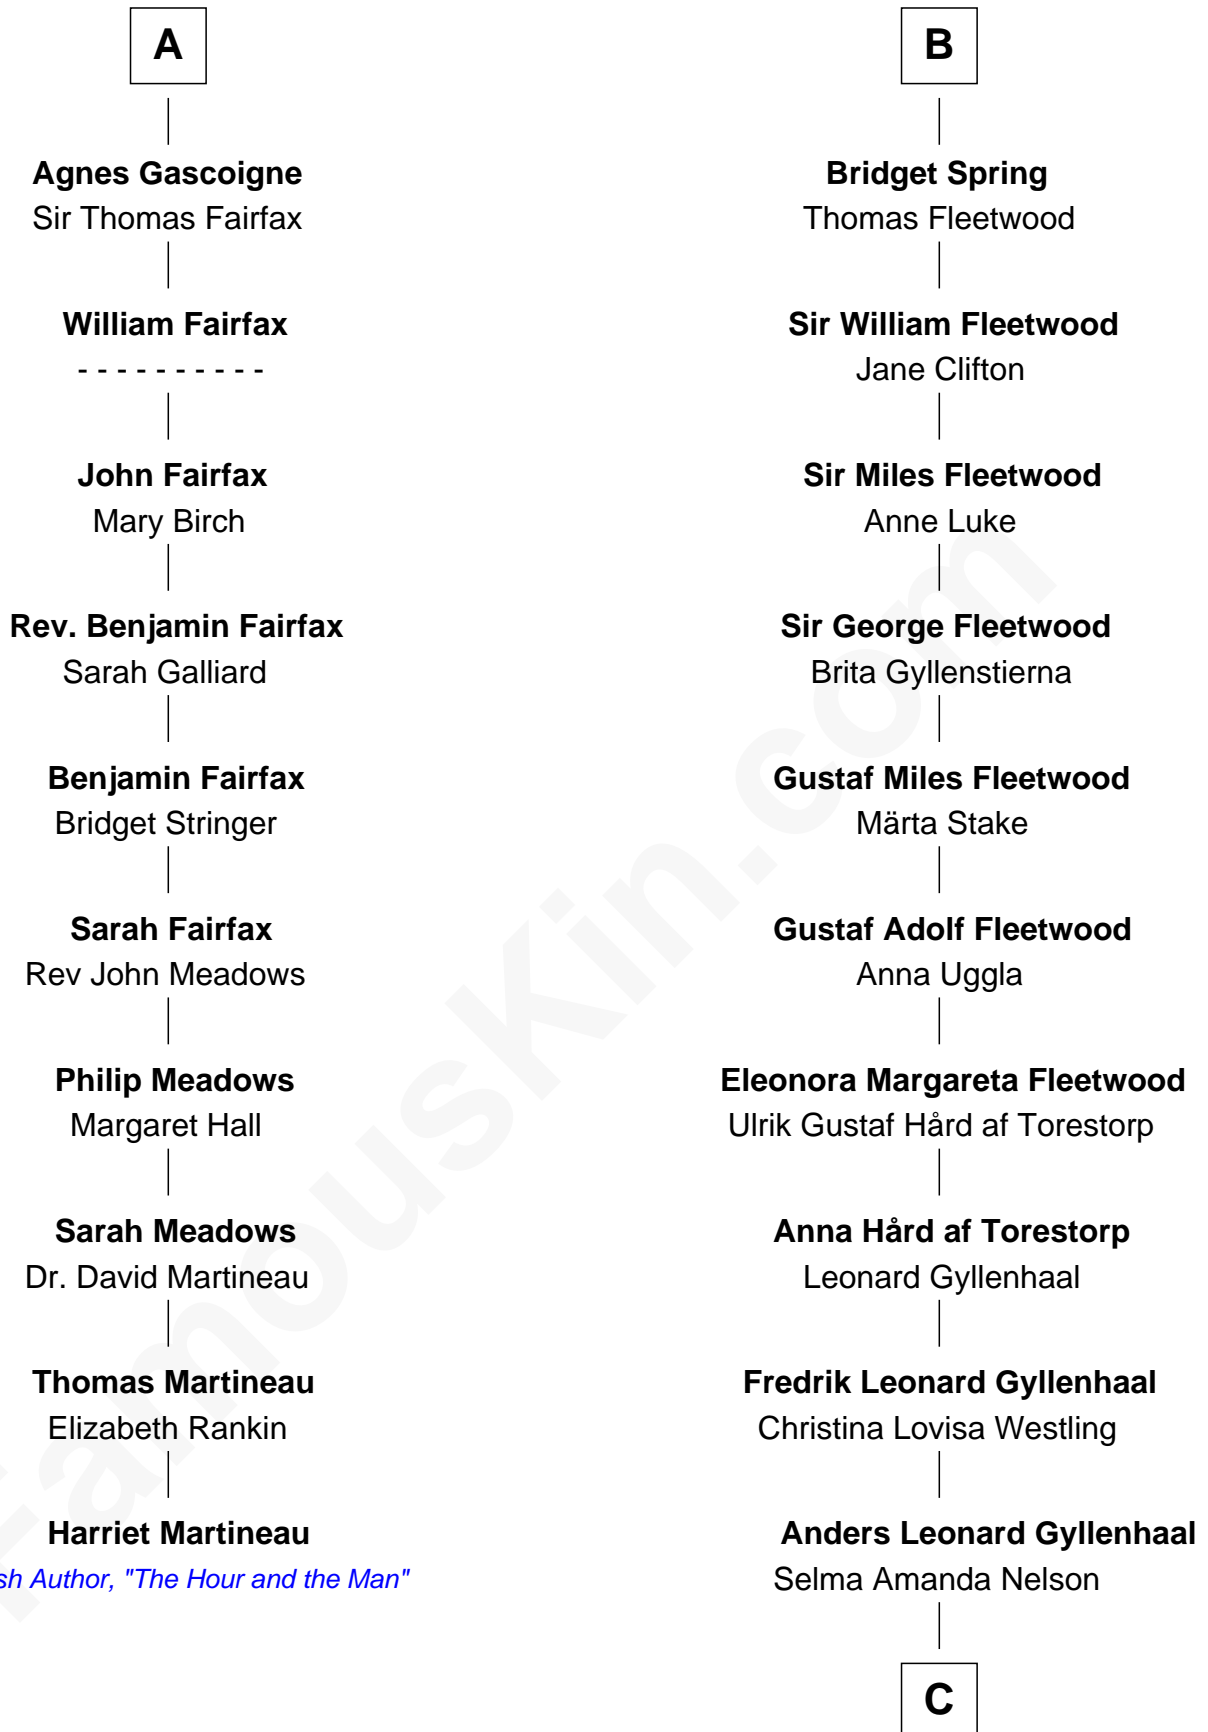 A
Agnes Gascoigne
Sir Thomas Fairfax
William Fairfax
- - - - - - - - - -
John Fairfax
Mary Birch
Rev. Benjamin Fairfax
Sarah Galliard
Benjamin Fairfax
Bridget Stringer
Sarah Fairfax
Rev John Meadows
Philip Meadows
Margaret Hall
Sarah Meadows
Dr. David Martineau
Thomas Martineau
Elizabeth Rankin
Harriet Martineau
sh Author, "The Hour and the Man"
B
Bridget Spring
Thomas Fleetwood
Sir William Fleetwood
Jane Clifton
Sir Miles Fleetwood
Anne Luke
Sir George Fleetwood
Brita Gyllenstierna
Gustaf Miles Fleetwood
Märta Stake
Gustaf Adolf Fleetwood
Anna Uggla
Eleonora Margareta Fleetwood
Ulrik Gustaf Hård af Torestorp
Anna Hård af Torestorp
Leonard Gyllenhaal
Fredrik Leonard Gyllenhaal
Christina Lovisa Westling
Anders Leonard Gyllenhaal
Selma Amanda Nelson
C
FamousKin.com